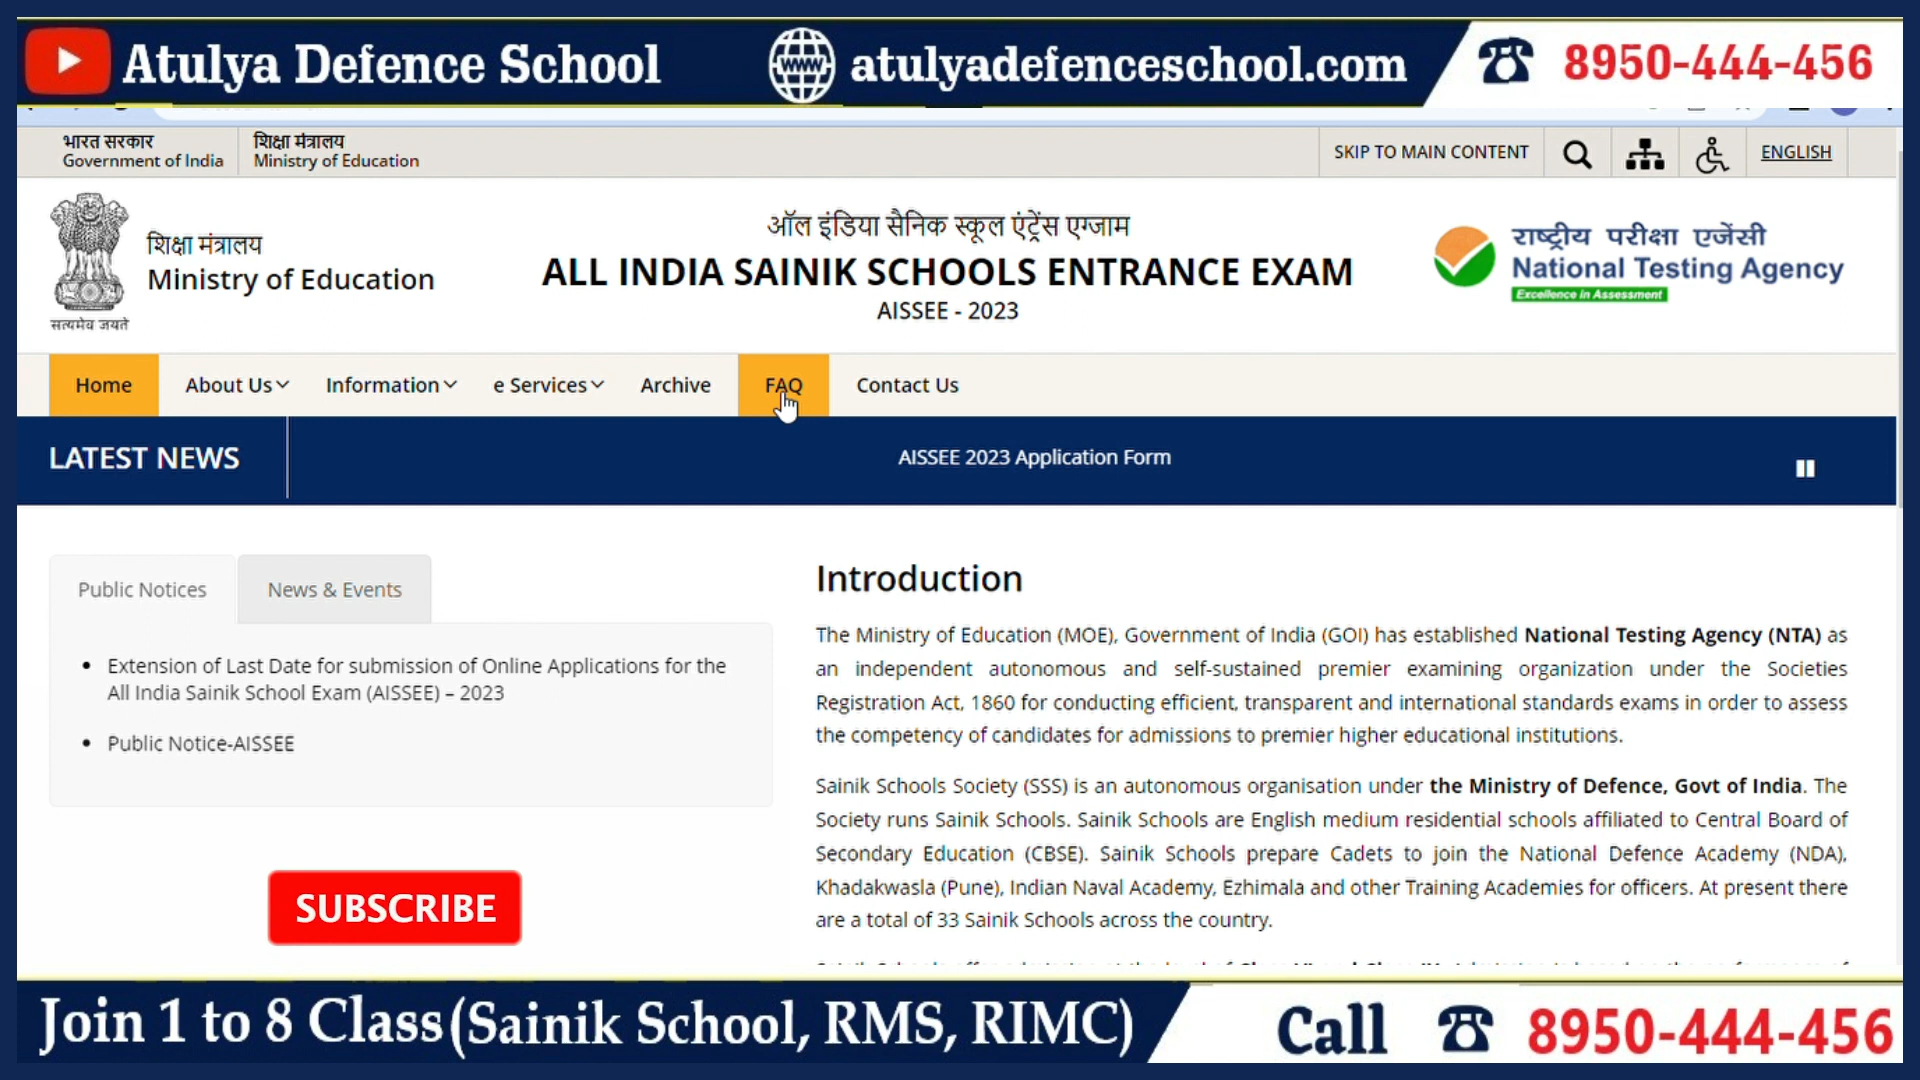 Atulya Defence School
www
atulyadefenceschool.com
8950-444-456
भारत सरकार
Government of India
शिक्षा मंत्रालय
Ministry of Education
SKIP TO MAIN CONTENT
ENGLISH
सत्यमेव जयते
शिक्षा मंत्रालय
Ministry of Education
ऑल इंडिया सैनिक स्कूल एंट्रेंस एग्जाम
ALL INDIA SAINIK SCHOOLS ENTRANCE EXAM
AISSEE - 2023
राष्ट्रीय परीक्षा एजेंसी
National Testing Agency
Excellence in Assessment
Home
About Us
Information
e Services
Archive
FAQ
Contact Us
LATEST NEWS
AISSEE 2023 Application Form
Public Notices
News & Events
• Extension of Last Date for submission of Online Applications for the
All India Sainik School Exam (AISSEE) – 2023
• Public Notice-AISSEE
SUBSCRIBE
Introduction
The Ministry of Education (MOE), Government of India (GOI) has established National Testing Agency (NTA) as
an independent autonomous and self-sustained premier examining organization under the Societies
Registration Act, 1860 for conducting efficient, transparent and international standards exams in order to assess
the competency of candidates for admissions to premier higher educational institutions.
Sainik Schools Society (SSS) is an autonomous organisation under the Ministry of Defence, Govt of India. The
Society runs Sainik Schools. Sainik Schools are English medium residential schools affiliated to Central Board of
Secondary Education (CBSE). Sainik Schools prepare Cadets to join the National Defence Academy (NDA),
Khadakwasla (Pune), Indian Naval Academy, Ezhimala and other Training Academies for officers. At present there
are a total of 33 Sainik Schools across the country.
Join 1 to 8 Class (Sainik School, RMS, RIMC)
Call
8950-444-456